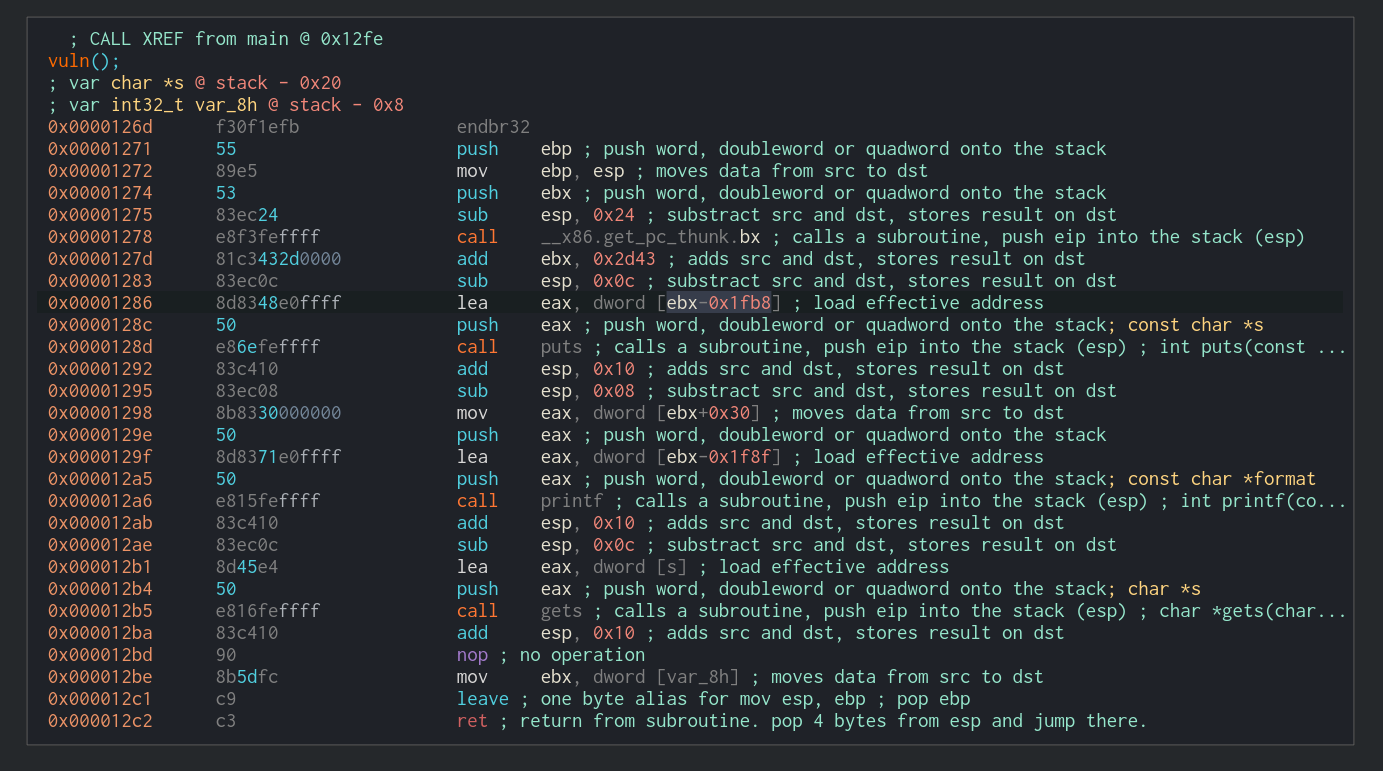 ; CALL XREF from main @ 0x12fe
vuln();
; var char *s @ stack - 0x20
; var int32_t var_8h @ stack - 0x8
0x0000126d f30f1efb endbr32
0x00001271 55 push ebp ; push word, doubleword or quadword onto the stack
0x00001272 89e5 mov ebp, esp ; moves data from src to dst
0x00001274 53 push ebx ; push word, doubleword or quadword onto the stack
0x00001275 83ec24 sub esp, 0x24 ; substract src and dst, stores result on dst
0x00001278 e8f3feffff call __x86.get_pc_thunk.bx ; calls a subroutine, push eip into the stack (esp)
0x0000127d 81c3432d0000 add ebx, 0x2d43 ; adds src and dst, stores result on dst
0x00001283 83ec0c sub esp, 0x0c ; substract src and dst, stores result on dst
0x00001286 8d8348e0ffff lea eax, dword [ebx-0x1fb8] ; load effective address
0x0000128c 50 push eax ; push word, doubleword or quadword onto the stack; const char *s
0x0000128d e86efeffff call puts ; calls a subroutine, push eip into the stack (esp) ; int puts(const ...
0x00001292 83c410 add esp, 0x10 ; adds src and dst, stores result on dst
0x00001295 83ec08 sub esp, 0x08 ; substract src and dst, stores result on dst
0x00001298 8b8330000000 mov eax, dword [ebx+0x30] ; moves data from src to dst
0x0000129e 50 push eax ; push word, doubleword or quadword onto the stack
0x0000129f 8d8371e0ffff lea eax, dword [ebx-0x1f8f] ; load effective address
0x000012a5 50 push eax ; push word, doubleword or quadword onto the stack; const char *format
0x000012a6 e815feffff call printf ; calls a subroutine, push eip into the stack (esp) ; int printf(co...
0x000012ab 83c410 add esp, 0x10 ; adds src and dst, stores result on dst
0x000012ae 83ec0c sub esp, 0x0c ; substract src and dst, stores result on dst
0x000012b1 8d45e4 lea eax, dword [s] ; load effective address
0x000012b4 50 push eax ; push word, doubleword or quadword onto the stack; char *s
0x000012b5 e816feffff call gets ; calls a subroutine, push eip into the stack (esp) ; char *gets(char...
0x000012ba 83c410 add esp, 0x10 ; adds src and dst, stores result on dst
0x000012bd 90 nop ; no operation
0x000012be 8b5dfc mov ebx, dword [var_8h] ; moves data from src to dst
0x000012c1 c9 leave ; one byte alias for mov esp, ebp ; pop ebp
0x000012c2 c3 ret ; return from subroutine. pop 4 bytes from esp and jump there.